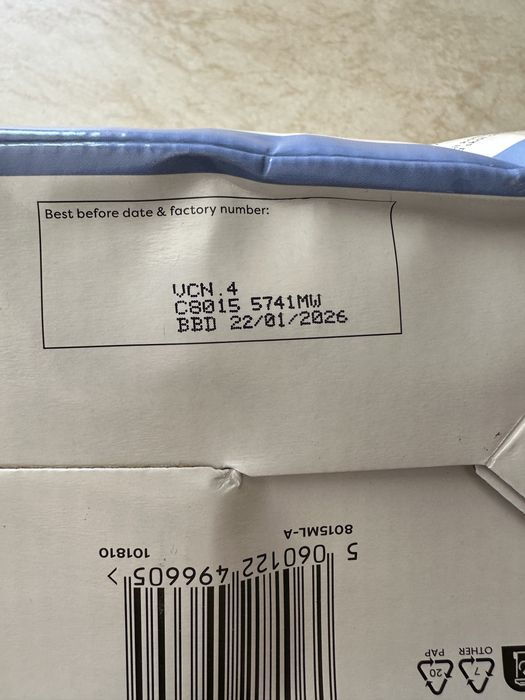 Best before date & factory number:
VCN.4
C8015 5741MW
BBD 22/01/2026
8015ML-A
101810
5 060122 496605 >
7
OTHER
20
PAP